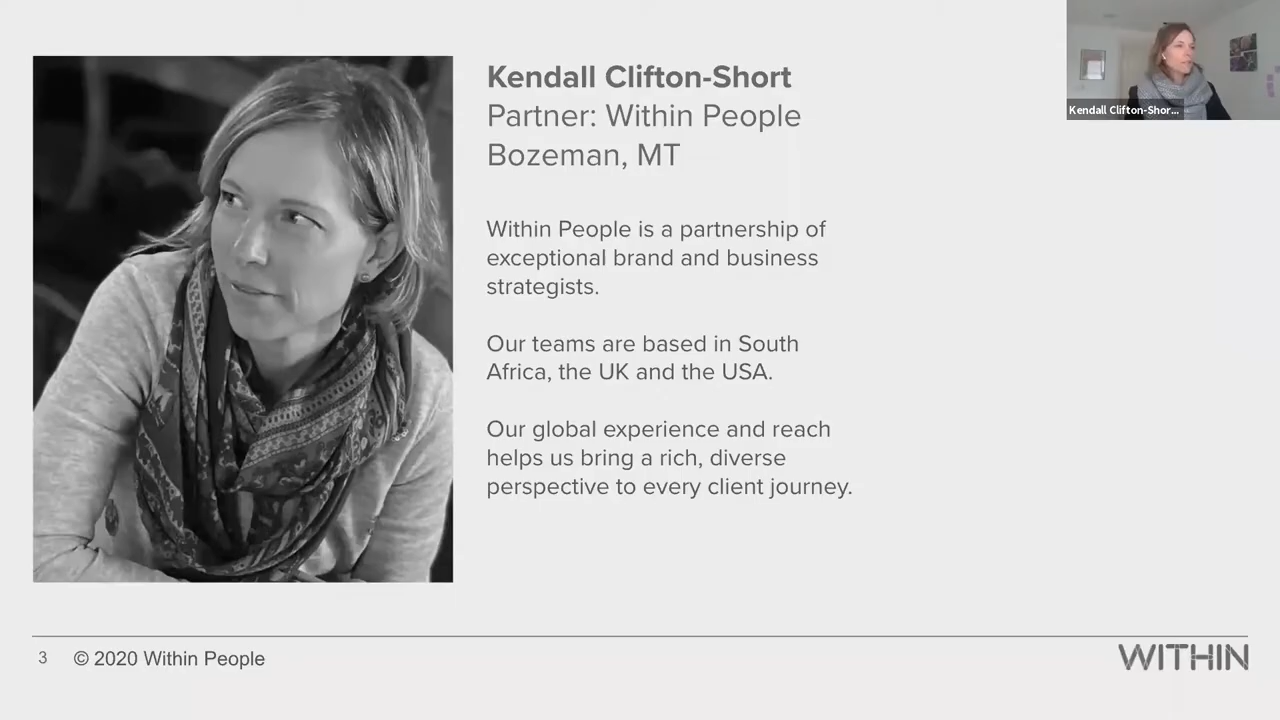 Kendall Clifton-Short
Partner: Within People
Bozeman, MT
Within People is a partnership of
exceptional brand and business
strategists.
Our teams are based in South
Africa, the UK and the USA.
Our global experience and reach
helps us bring a rich, diverse
perspective to every client journey.
Kendall Clifton-Shor...
3
© 2020 Within People
WITHIN